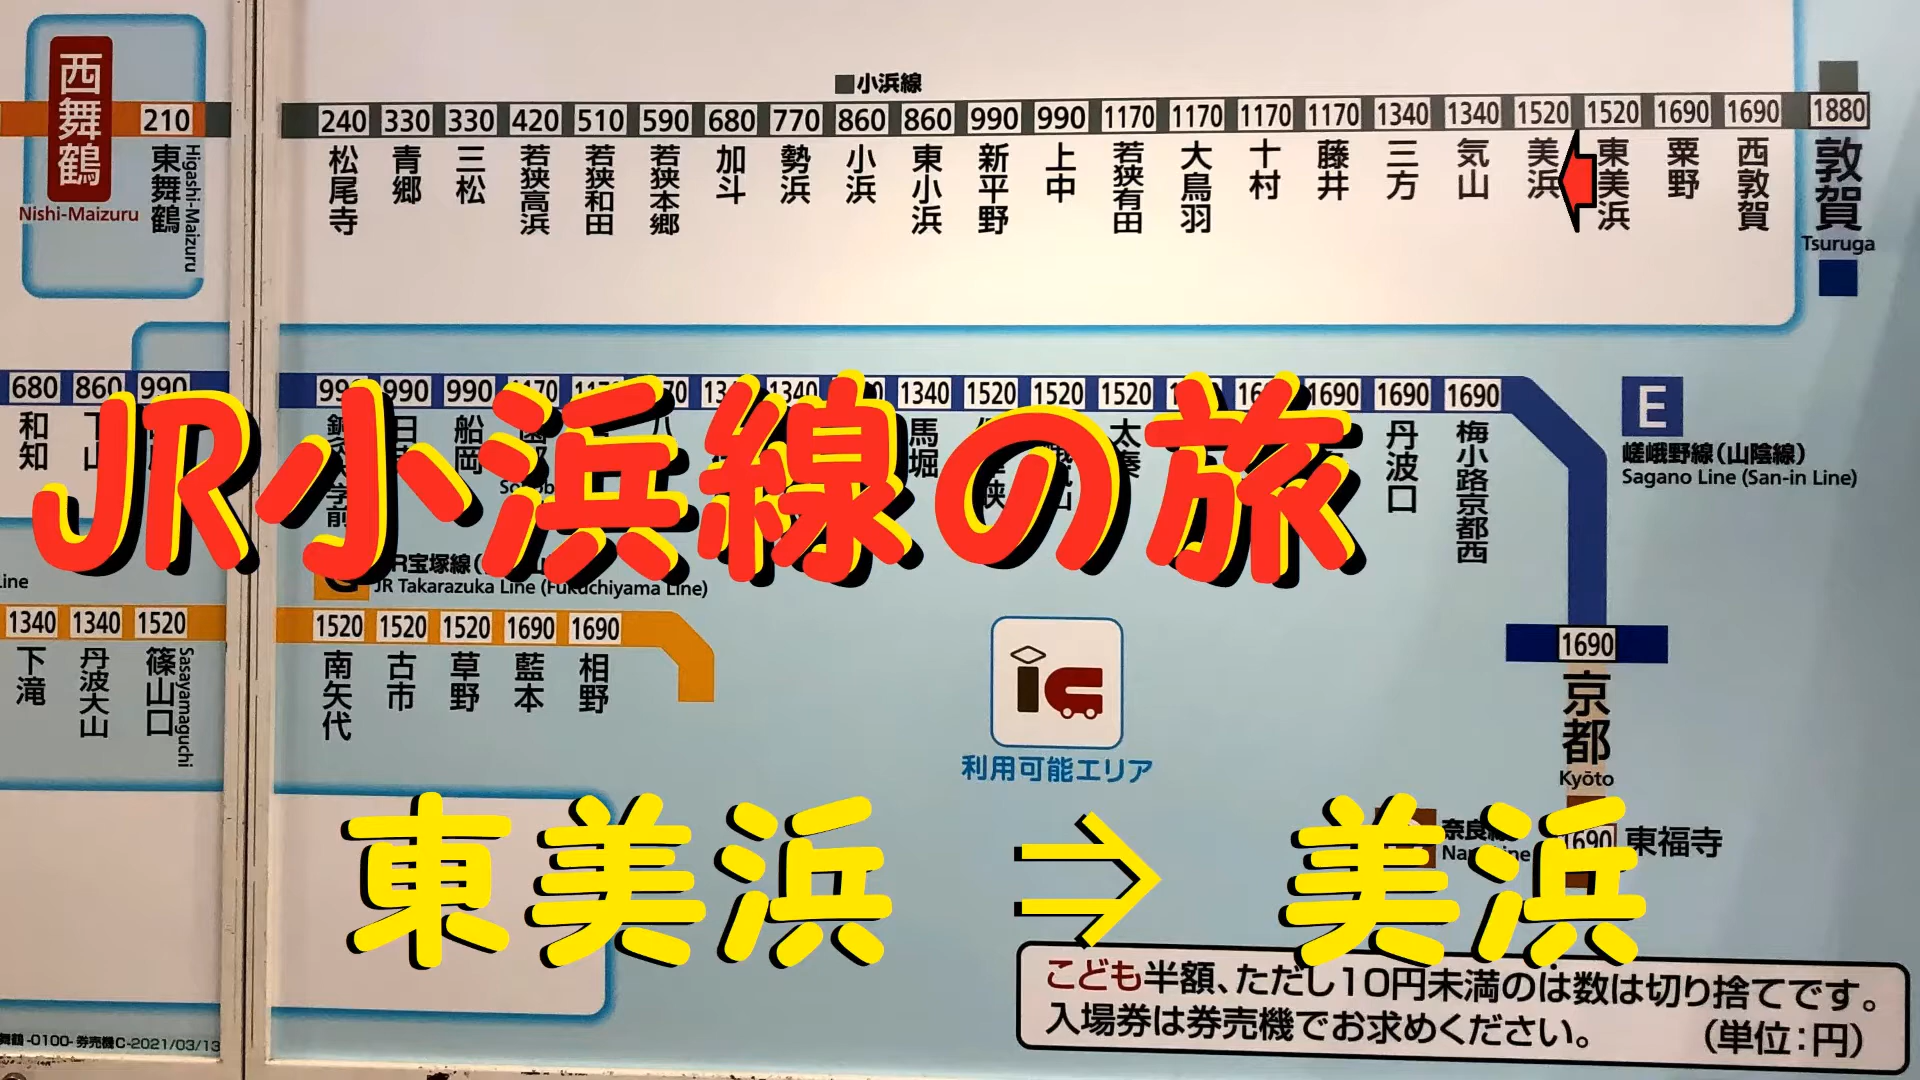 西舞鶴
Nishi-Maizuru
210
東舞鶴
Higashi-Maizuru
■小浜線
240 330 330 420 510 590 680 770 860 860 990 990 1170 1170 1170 1170 1340 1340 1520 1520 1690 1690 1880
松尾寺
青郷
三松
若狭高浜
若狭和田
若狭本郷
加斗
勢浜
小浜
東小浜
新平野
上中
若狭有田
大鳥羽
十村
藤井
三方
気山
美浜
東美浜
粟野
西敦賀
敦賀
Tsuruga
680 860 990
990 990
1340 1520 1520 1520
1690 1690 1690
和知
船岡
馬堀
太秦
丹波口
梅小路京都西
E
嵯峨野線(山陰線)
Sagano Line (San-in Line)
JR小浜線の旅
JR Takarazuka Line (Fukuchiyama Line)
1340 1340 1520
1520 1520 1520 1690 1690
下滝
丹波大山
篠山口
Sasayamaguchi
南矢代
古市
草野
藍本
相野
利用可能エリア
1690
京都
Kyōto
1690
東福寺
東美浜 ⇒ 美浜
こども半額、ただし10円未満のは数は切り捨てです。
入場券は券売機でお求めください。 (単位:円)
舞鶴-0100-券売機C-2021/03/13